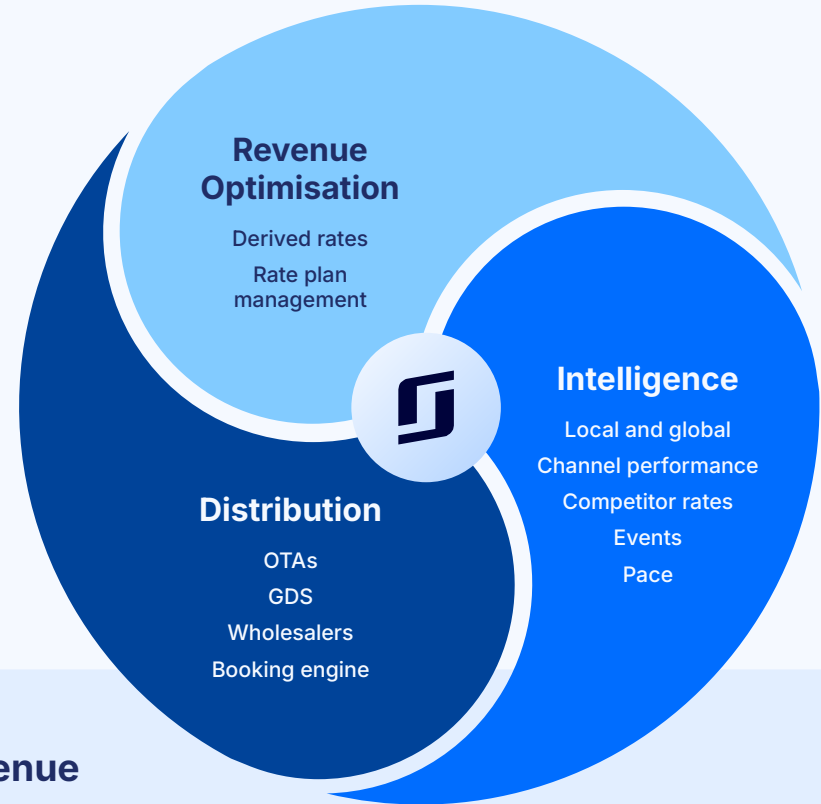 Revenue
Optimisation
Derived rates
Rate plan
management
Intelligence
Local and global
Channel performance
Competitor rates
Events
Pace
Distribution
OTAs
GDS
Wholesalers
Booking engine
enue